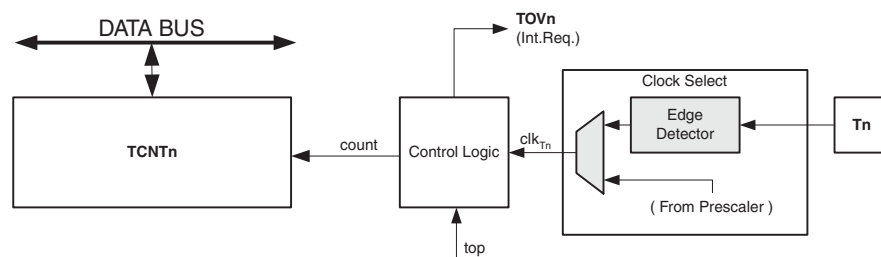 DATA BUS
TOVn
(Int.Req.)
Clock Select
TCNTn
count
Control Logic
clkTn
Edge
Detector
Tn
( From Prescaler )
top